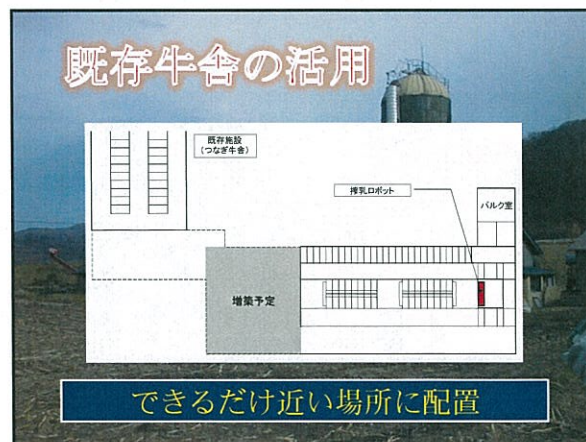 既存牛舎の活用
既存施設
（つなぎ牛舎）
搾乳ロボット
バルク室
増築予定
できるだけ近い場所に配置